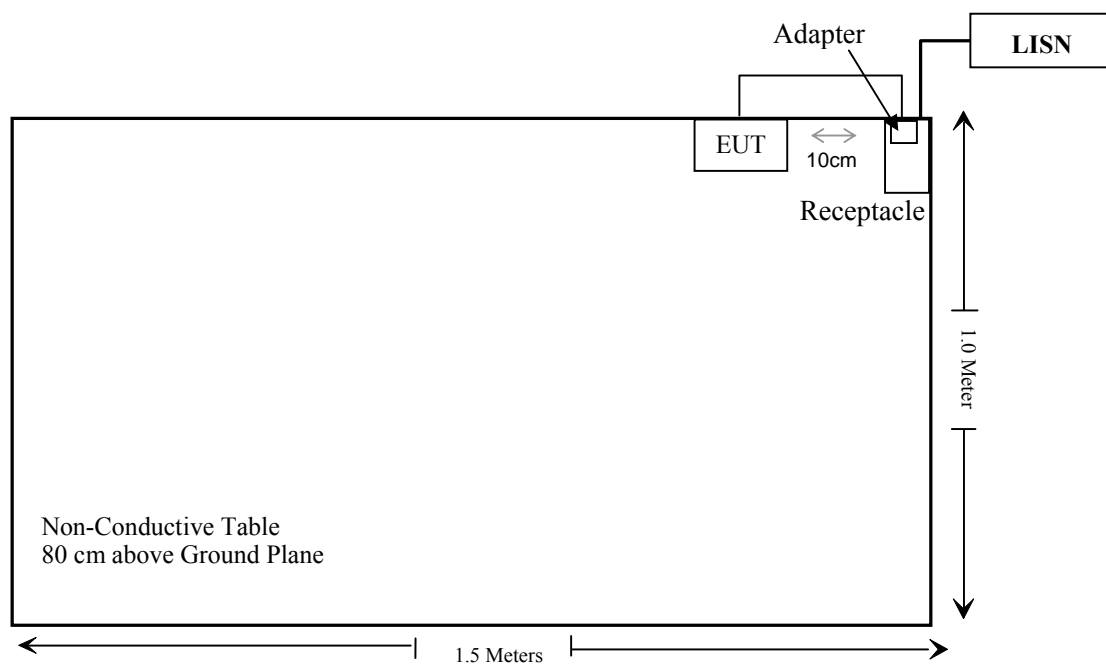 Adapter
LISN
EUT
10cm
Receptacle
1.0 Meter
Non-Conductive Table
80 cm above Ground Plane
1.5 Meters